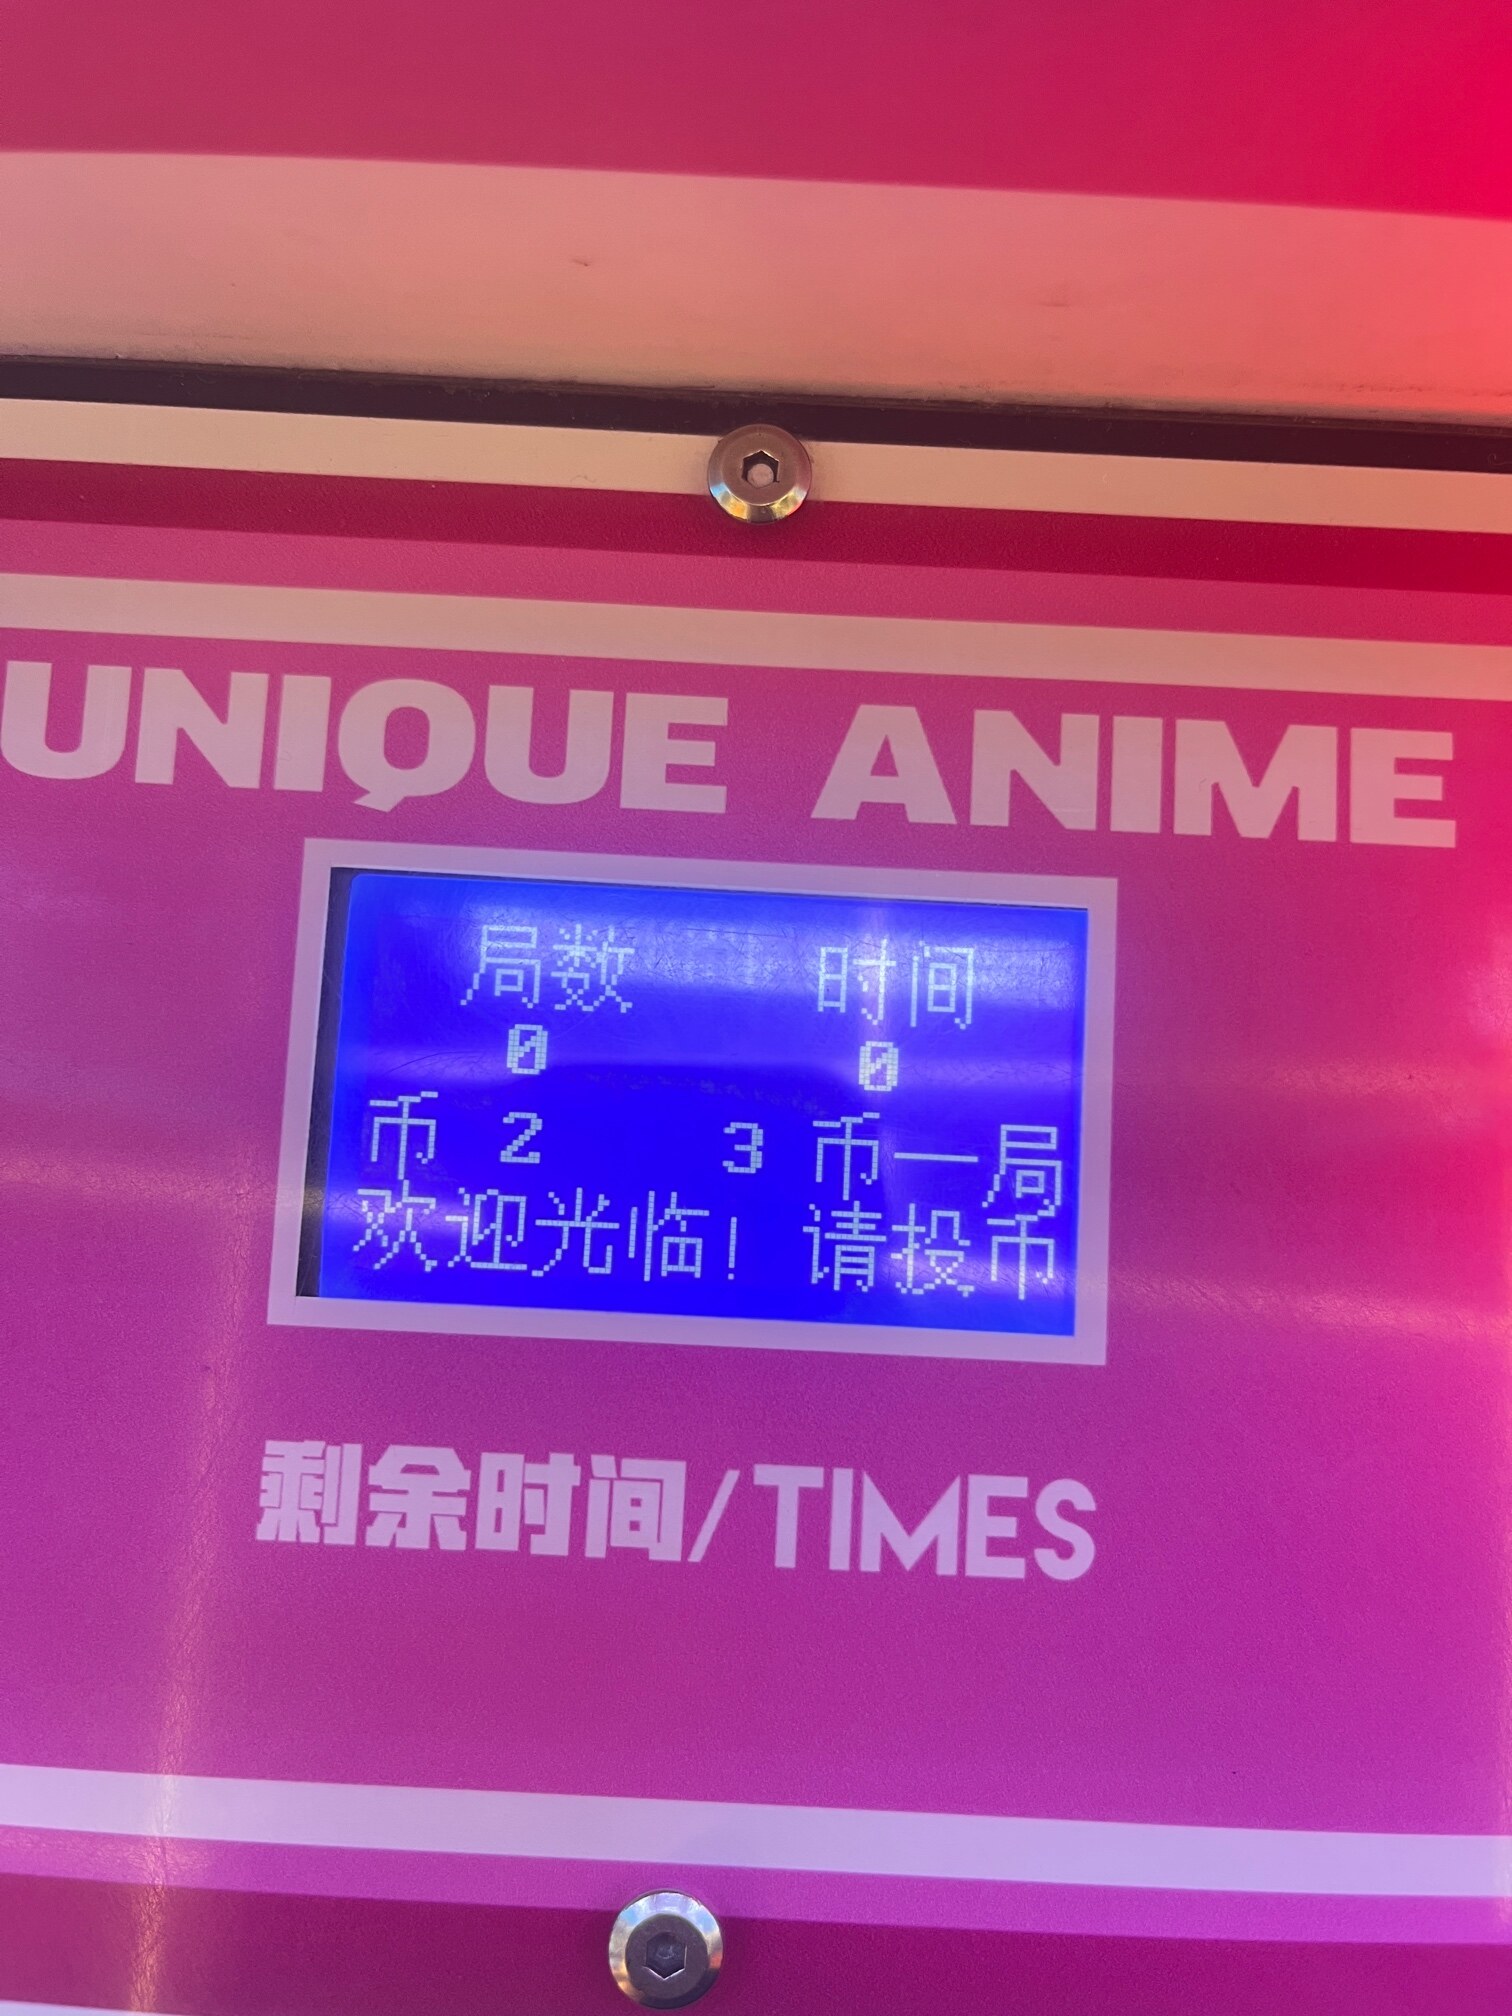 UNIQUE ANIME
局数 时间
0 0
币 2 3 币一局
欢迎光临! 请投币
剩余时间/TIMES